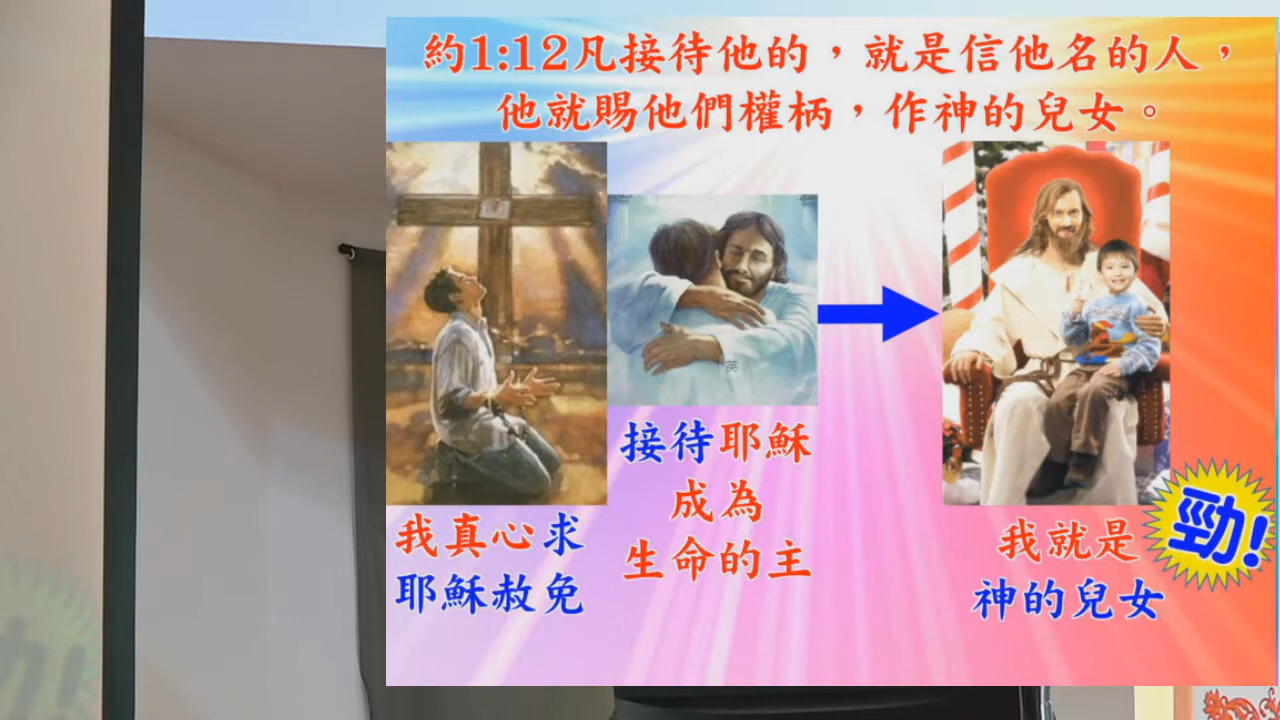 約1:12凡接待他的，就是信他名的人，
他就賜他們權柄，作神的兒女。
英
我真心求
耶穌赦免
接待耶穌
成為
生命的主
我就是
神的兒女
勁!